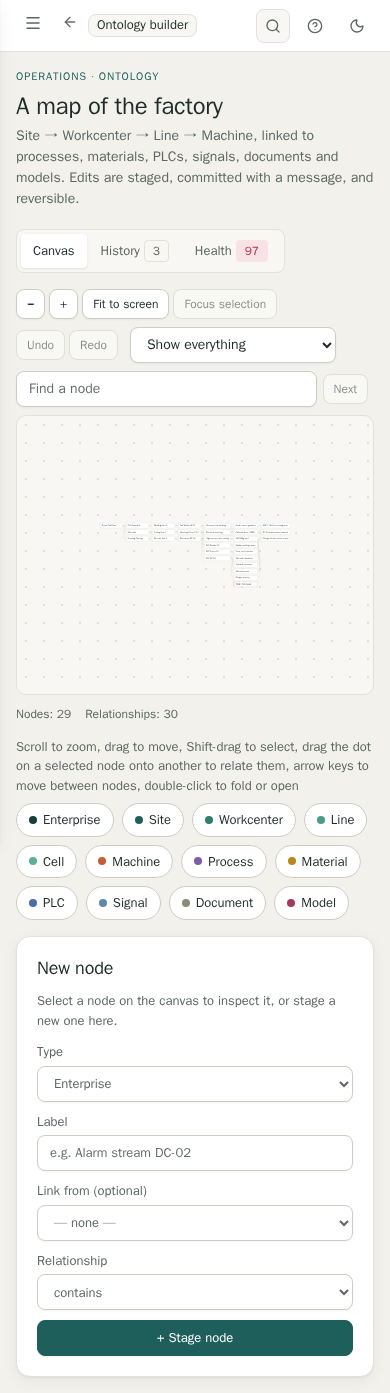 Ontology builder
OPERATIONS · ONTOLOGY
A map of the factory
Site → Workcenter → Line → Machine, linked to
processes, materials, PLCs, signals, documents and
models. Edits are staged, committed with a message, and
reversible.
Canvas History 3 Health 97
− + Fit to screen Focus selection
Undo Redo Show everything
Find a node Next
Nodes: 29 Relationships: 30
Scroll to zoom, drag to move, Shift-drag to select, drag the dot
on a selected node onto another to relate them, arrow keys to
move between nodes, double-click to fold or open
Enterprise Site Workcenter Line
Cell Machine Process Material
PLC Signal Document Model
New node
Select a node on the canvas to inspect it, or stage a
new one here.
Type
Enterprise
Label
e.g. Alarm stream DC-02
Link from (optional)
— none —
Relationship
contains
+ Stage node